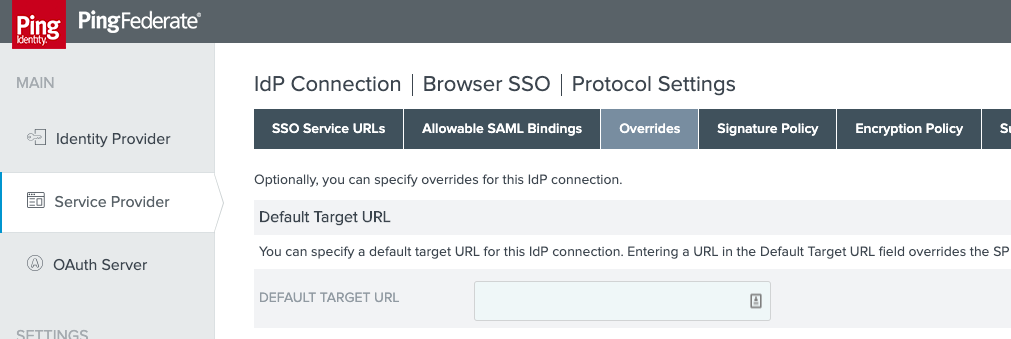 Ping
Identity.
PingFederate®
MAIN
Identity Provider
Service Provider
OAuth Server
SETTINGS
IdP Connection | Browser SSO | Protocol Settings
SSO Service URLs Allowable SAML Bindings Overrides Signature Policy Encryption Policy
Optionally, you can specify overrides for this IdP connection.
Default Target URL
You can specify a default target URL for this IdP connection. Entering a URL in the Default Target URL field overrides the SP
DEFAULT TARGET URL